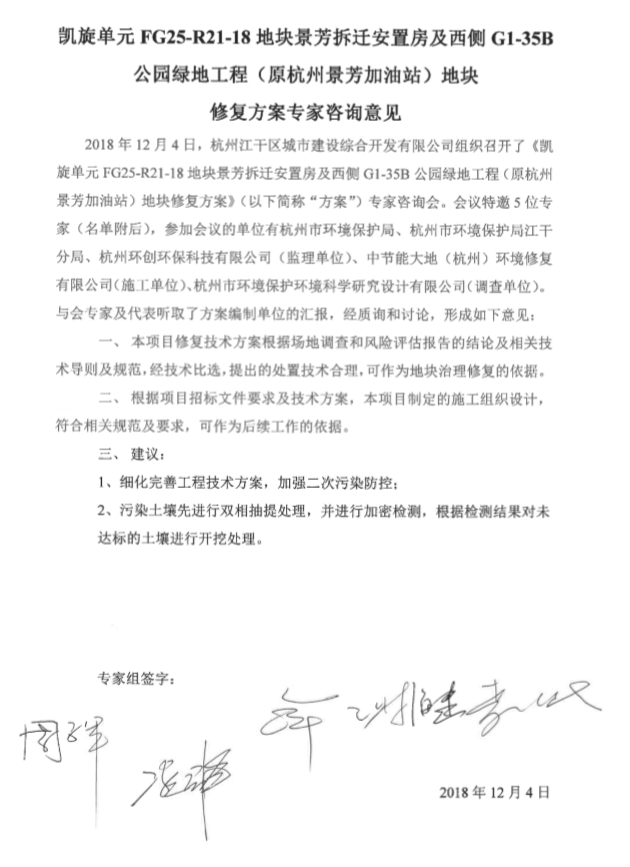 凯旋单元 FG25-R21-18 地块景芳拆迁安置房及西侧 G1-35B
公园绿地工程（原杭州景芳加油站）地块
修复方案专家咨询意见
2018 年 12 月 4 日，杭州江干区城市建设综合开发有限公司组织召开了《凯
旋单元 FG25-R21-18 地块景芳拆迁安置房及西侧 G1-35B 公园绿地工程（原杭州
景芳加油站）地块修复方案》（以下简称“方案”）专家咨询会。会议特邀 5 位专
家（名单附后），参加会议的单位有杭州市环境保护局、杭州市环境保护局江干
分局、杭州环创环保科技有限公司（监理单位）、中节能大地（杭州）环境修复
有限公司（施工单位）、杭州市环境保护环境科学研究设计有限公司（调查单位）。
与会专家及代表听取了方案编制单位的汇报，经质询和讨论，形成如下意见：
一、 本项目修复技术方案根据场地调查和风险评估报告的结论及相关技
术导则及规范，经技术比选，提出的处置技术合理，可作为地块治理修复的依据。
二、 根据项目招标文件要求及技术方案，本项目制定的施工组织设计，
符合相关规范及要求，可作为后续工作的依据。
三、 建议：
1、细化完善工程技术方案，加强二次污染防控；
2、污染土壤先进行双相抽提处理，并进行加密检测，根据检测结果对未
达标的土壤进行开挖处理。
专家组签字：
2018 年 12 月 4 日